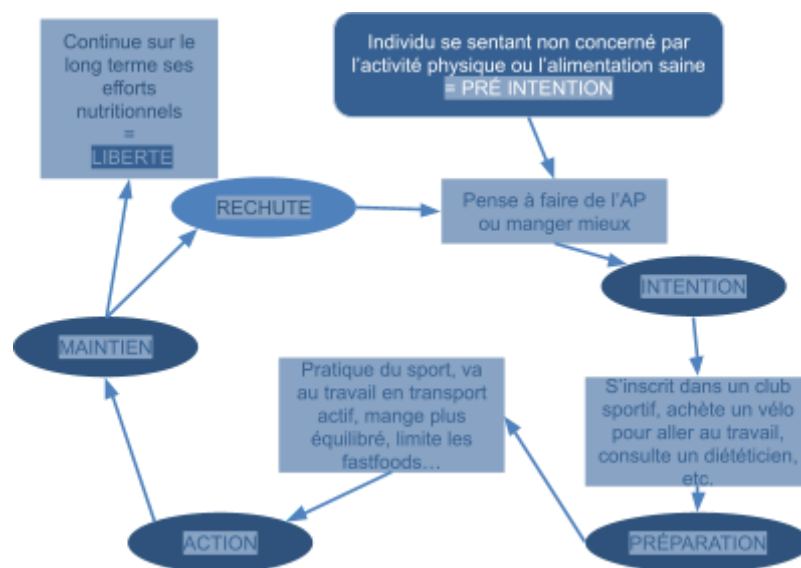 Individu se sentant non concerné par
l'activité physique ou l'alimentation saine
= PRÉ INTENTION
Continue sur le
long terme ses
efforts
nutritionnels
=
LIBERTE
RECHUTE
Pense à faire de l'AP
ou manger mieux
INTENTION
MAINTIEN
Pratique du sport, va
au travail en transport
actif, mange plus
équilibré, limite les
fastfoods…
S'inscrit dans un club
sportif, achète un vélo
pour aller au travail,
consulte un diététicien,
etc.
ACTION
PRÉPARATION